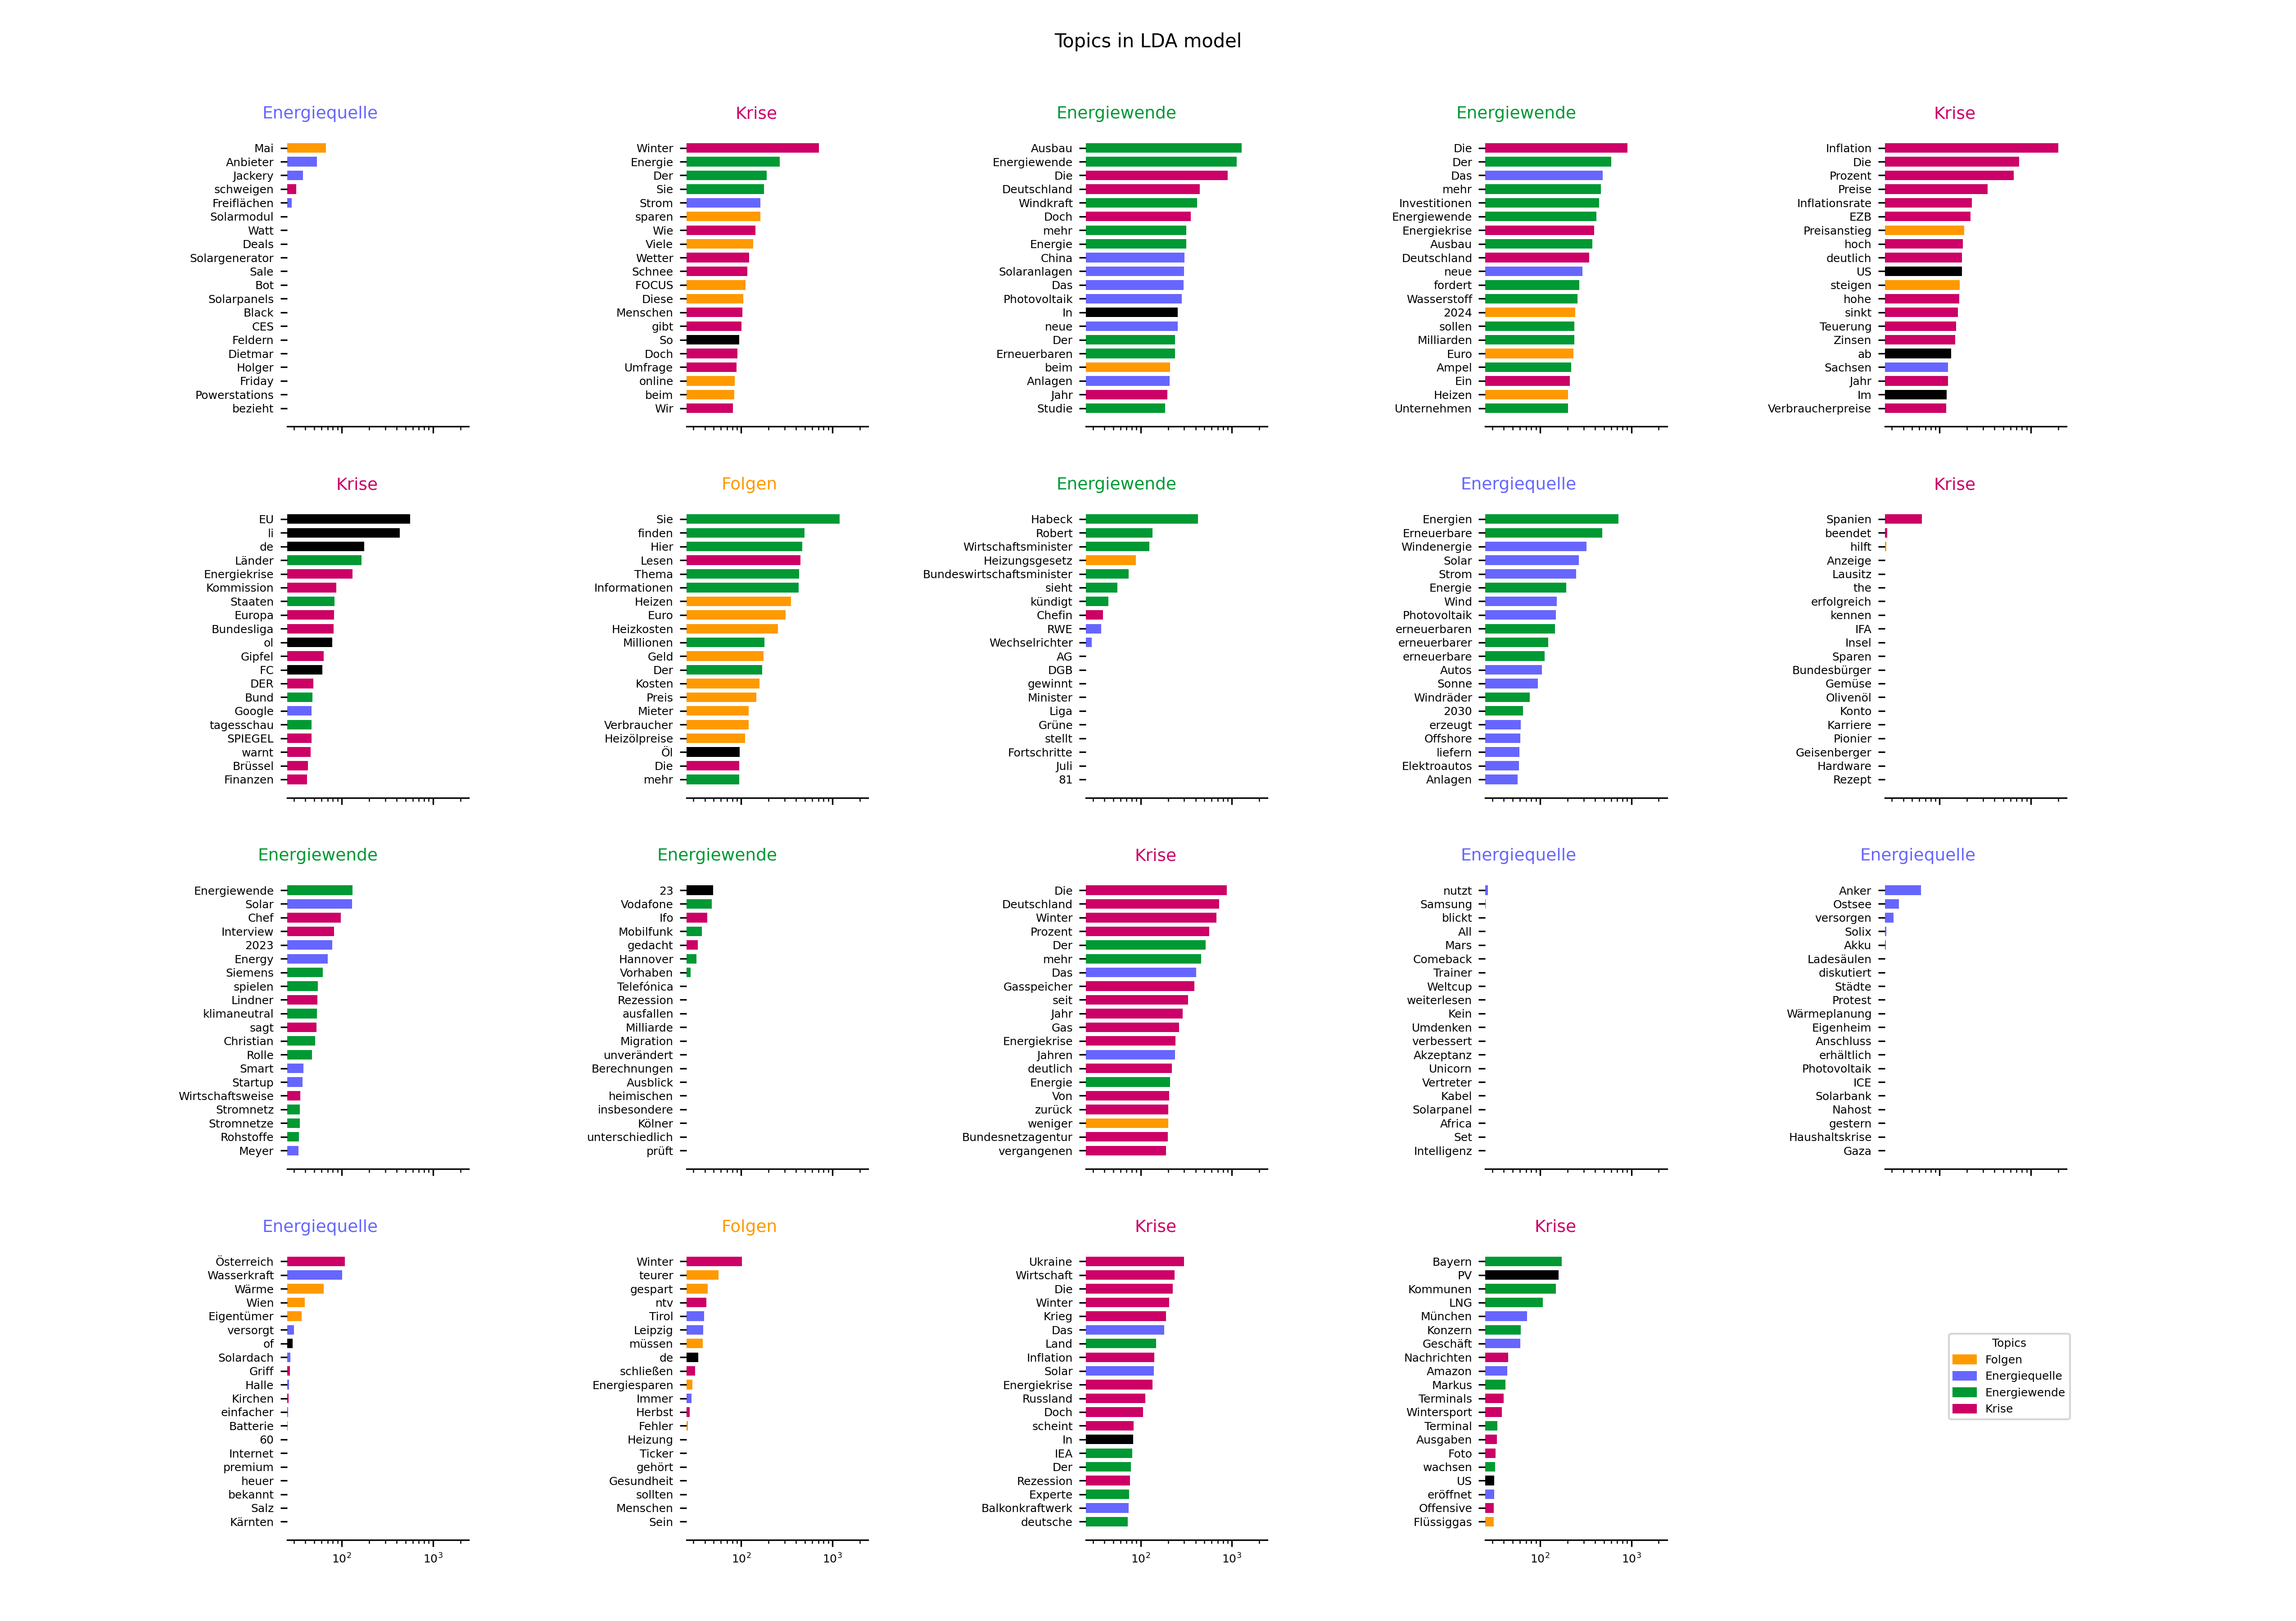 Topics in LDA model
Energiequelle
Mai
Anbieter
Jackery
schweigen
Freiflächen
Solarmodul
Watt
Deals
Solargenerator
Sale
Bot
Solarpanels
Black
CES
Feldern
Dietmar
Holger
Friday
Powerstations
bezieht
Krise
Winter
Energie
Der
Sie
Strom
sparen
Wie
Viele
Wetter
Schnee
FOCUS
Diese
Menschen
gibt
So
Doch
Umfrage
online
beim
Wir
Energiewende
Ausbau
Energiewende
Die
Deutschland
Windkraft
Doch
mehr
Energie
China
Solaranlagen
Das
Photovoltaik
In
neue
Der
Erneuerbaren
beim
Anlagen
Jahr
Studie
Energiewende
Die
Der
Das
mehr
Investitionen
Energiewende
Energiekrise
Ausbau
Deutschland
neue
fordert
Wasserstoff
2024
sollen
Milliarden
Euro
Ampel
Ein
Heizen
Unternehmen
Krise
Inflation
Die
Prozent
Preise
Inflationsrate
EZB
Preisanstieg
hoch
deutlich
US
steigen
hohe
sinkt
Teuerung
Zinsen
ab
Sachsen
Jahr
Im
Verbraucherpreise
Krise
EU
li
de
Länder
Energiekrise
Kommission
Staaten
Europa
Bundesliga
ol
Gipfel
FC
DER
Bund
Google
tagesschau
SPIEGEL
warnt
Brüssel
Finanzen
Folgen
Sie
finden
Hier
Lesen
Thema
Informationen
Heizen
Euro
Heizkosten
Millionen
Geld
Der
Kosten
Preis
Mieter
Verbraucher
Heizölpreise
Öl
Die
mehr
Energiewende
Habeck
Robert
Wirtschaftsminister
Heizungsgesetz
Bundeswirtschaftsminister
sieht
kündigt
Chefin
RWE
Wechselrichter
AG
DGB
gewinnt
Minister
Liga
Grüne
stellt
Fortschritte
Juli
81
Energiequelle
Energien
Erneuerbare
Windenergie
Solar
Strom
Energie
Wind
Photovoltaik
erneuerbaren
erneuerbarer
erneuerbare
Autos
Sonne
Windräder
2030
erzeugt
Offshore
liefern
Elektroautos
Anlagen
Krise
Spanien
beendet
hilft
Anzeige
Lausitz
the
erfolgreich
kennen
IFA
Insel
Sparen
Bundesbürger
Gemüse
Olivenöl
Konto
Karriere
Pionier
Geisenberger
Hardware
Rezept
Energiewende
Energiewende
Solar
Chef
Interview
2023
Energy
Siemens
spielen
Lindner
klimaneutral
sagt
Christian
Rolle
Smart
Startup
Wirtschaftsweise
Stromnetz
Stromnetze
Rohstoffe
Meyer
Energiewende
23
Vodafone
Ifo
Mobilfunk
gedacht
Hannover
Vorhaben
Telefónica
Rezession
ausfallen
Milliarde
Migration
unverändert
Berechnungen
Ausblick
heimischen
insbesondere
Kölner
unterschiedlich
prüft
Krise
Die
Deutschland
Winter
Prozent
Der
mehr
Das
Gasspeicher
seit
Jahr
Gas
Energiekrise
Jahren
deutlich
Energie
Von
zurück
weniger
Bundesnetzagentur
vergangenen
Energiequelle
nutzt
Samsung
blickt
All
Mars
Comeback
Trainer
Weltcup
weiterlesen
Kein
Umdenken
verbessert
Akzeptanz
Unicorn
Vertreter
Kabel
Solarpanel
Africa
Set
Intelligenz
Energiequelle
Anker
Ostsee
versorgen
Solix
Akku
Ladesäulen
diskutiert
Städte
Protest
Wärmeplanung
Eigenheim
Anschluss
erhältlich
Photovoltaik
ICE
Solarbank
Nahost
gestern
Haushaltskrise
Gaza
Energiequelle
Österreich
Wasserkraft
Wärme
Wien
Eigentümer
versorgt
of
Solardach
Griff
Halle
Kirchen
einfacher
Batterie
60
Internet
premium
heuer
bekannt
Salz
Kärnten
10² 10³
Folgen
Winter
teurer
gespart
ntv
Tirol
Leipzig
müssen
de
schließen
Energiesparen
Immer
Herbst
Fehler
Heizung
Ticker
gehört
Gesundheit
sollten
Menschen
Sein
10² 10³
Krise
Ukraine
Wirtschaft
Die
Winter
Krieg
Das
Land
Inflation
Solar
Energiekrise
Russland
Doch
scheint
In
IEA
Der
Rezession
Experte
Balkonkraftwerk
deutsche
10² 10³
Krise
Bayern
PV
Kommunen
LNG
München
Konzern
Geschäft
Nachrichten
Amazon
Markus
Terminals
Wintersport
Terminal
Ausgaben
Foto
wachsen
US
eröffnet
Offensive
Flüssiggas
10² 10³
Topics
Folgen
Energiequelle
Energiewende
Krise